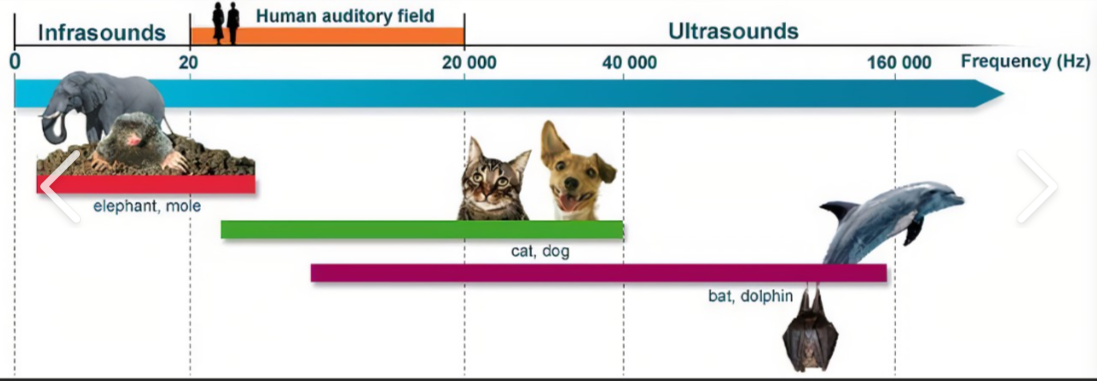 Infrasounds
Human auditory field
Ultrasounds
0 20 20 000 40 000 160 000 Frequency (Hz)
elephant, mole
cat, dog
bat, dolphin